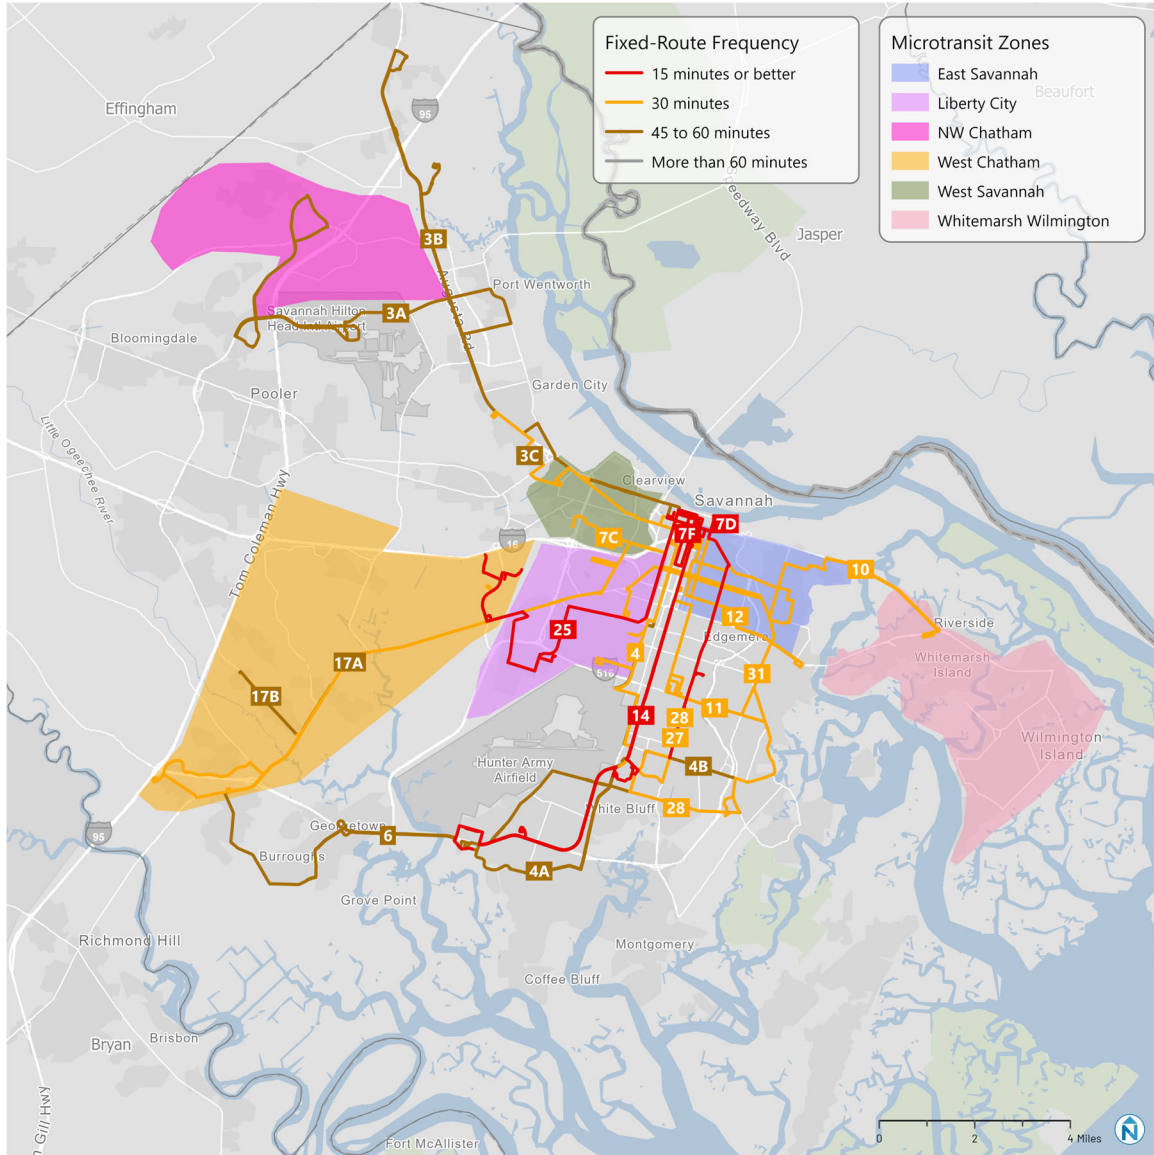 Fixed-Route Frequency
15 minutes or better
30 minutes
45 to 60 minutes
More than 60 minutes
Microtransit Zones
East Savannah
Liberty City
NW Chatham
West Chatham
West Savannah
Whitemarsh Wilmington
Beaufort
Effingham
95
Speedway Blvd
Jasper
3B
Augusta Rd
Port Wentworth
Savannah Hilton
Head Intl Airport
3A
Bloomingdale
Pooler
Garden City
Little Ogeechee River
3C
Clearview
Savannah
Tom Coleman Hwy
16
7C
7F
7D
10
12
Riverside
Edgemere
25
4
Whitemarsh
Island
17A
516
31
17B
14
28
11
27
Wilmington
Island
Hunter Army
Airfield
4B
White Bluff
28
95
Georgetown
6
Burroughs
4A
Grove Point
Richmond Hill
Montgomery
Coffee Bluff
Bryan
Brisbon
Gill Hwy
Fort McAllister
0
2
4 Miles
N